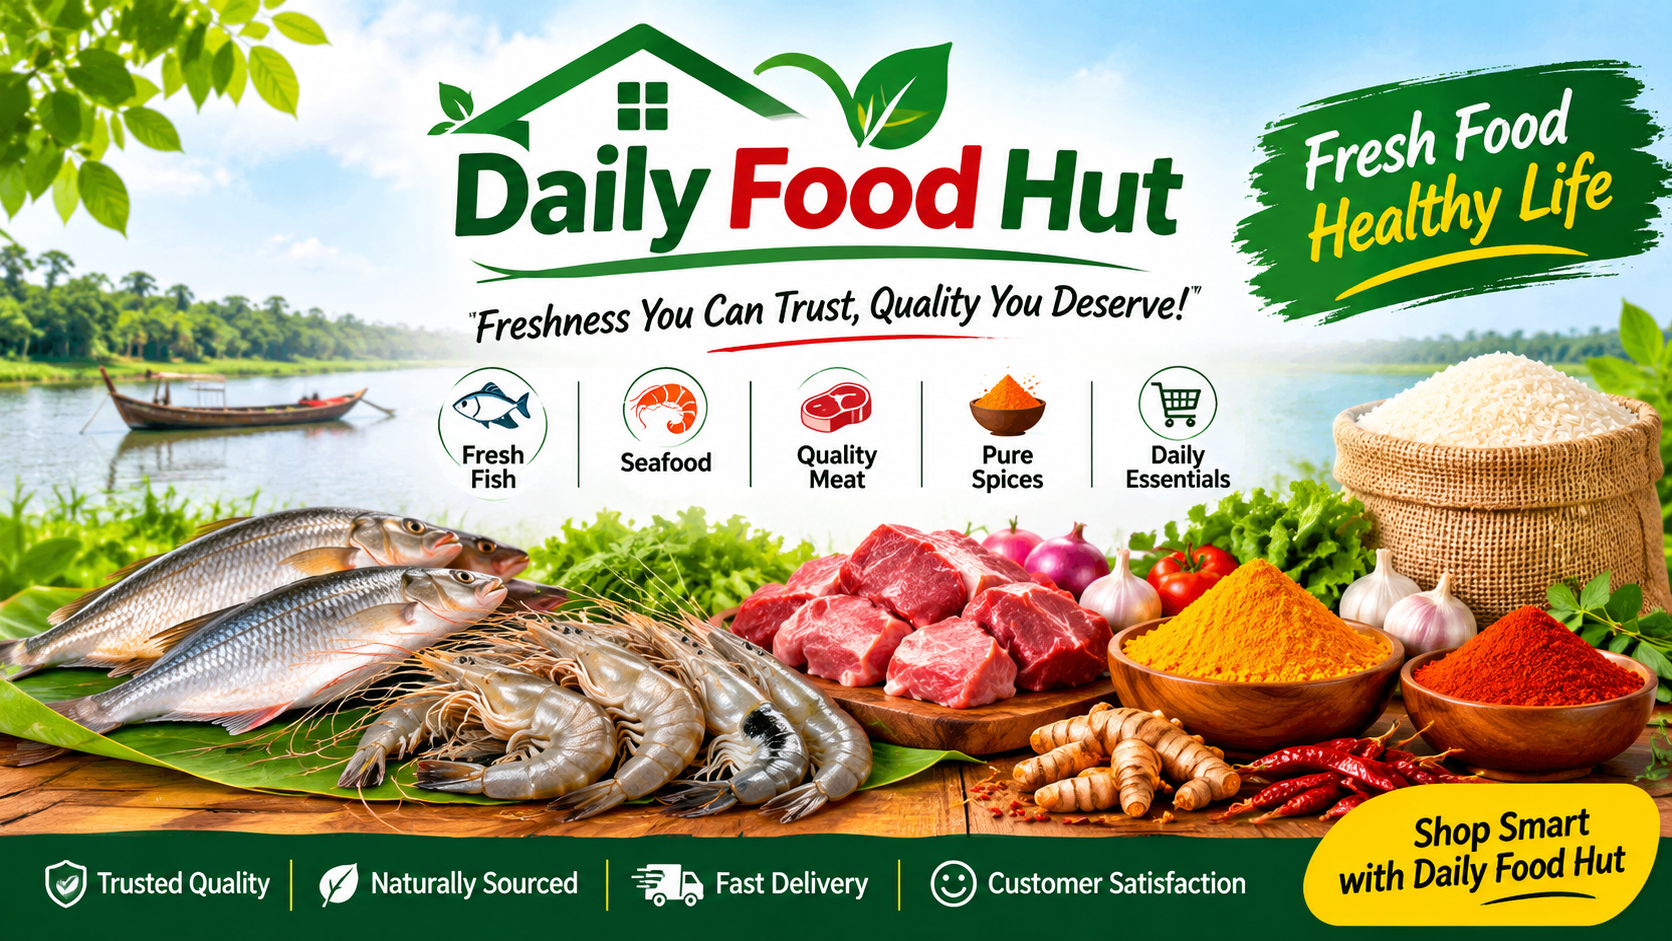 Daily Food Hut
"Freshness You Can Trust, Quality You Deserve!"
Fresh Food
Healthy Life
Fresh
Fish
Seafood
Quality
Meat
Pure
Spices
Daily
Essentials
Trusted Quality
Naturally Sourced
Fast Delivery
Customer Satisfaction
Shop Smart
with Daily Food Hut